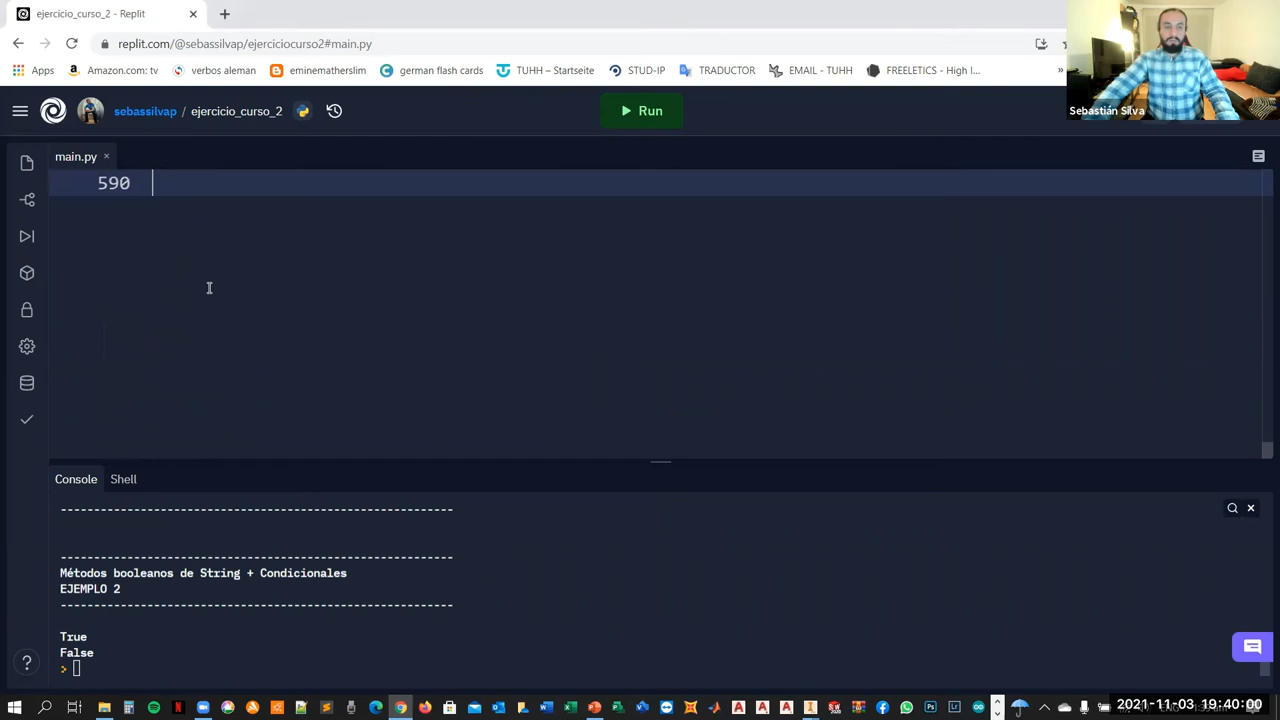 ejercicio_curso_2 - Replit
replit.com/@sebassilvap/ejerciciocurso2#main.py
Apps Amazon.com: tv verbos aleman eminematherslim german flash cards TUHH – Startseite STUD-IP TRADUCTOR EMAIL - TUHH FREELETICS - High I... »
Sebastián Silva
sebassilvap / ejercicio_curso_2 Run
main.py
590
Console Shell
---------------------------------------------------------
---------------------------------------------------------
Métodos booleanos de String + Condicionales
EJEMPLO 2
---------------------------------------------------------
True
False
>
2021-11-03 19:40:00